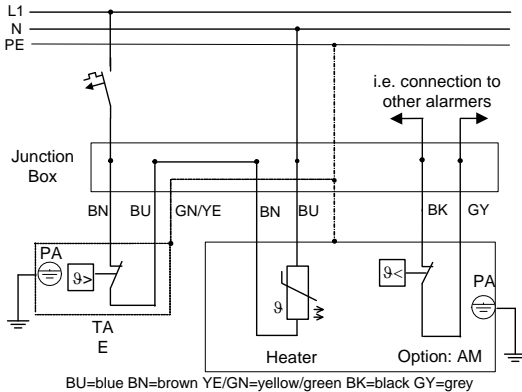 L1
N
PE
i.e. connection to
other alarmers
Junction
Box
BN
BU
GN/YE
BN
BU
BK
GY
PA
ϑ>
TA
E
ϑ
ϑ<
PA
Heater
Option: AM
BU=blue BN=brown YE/GN=yellow/green BK=black GY=grey